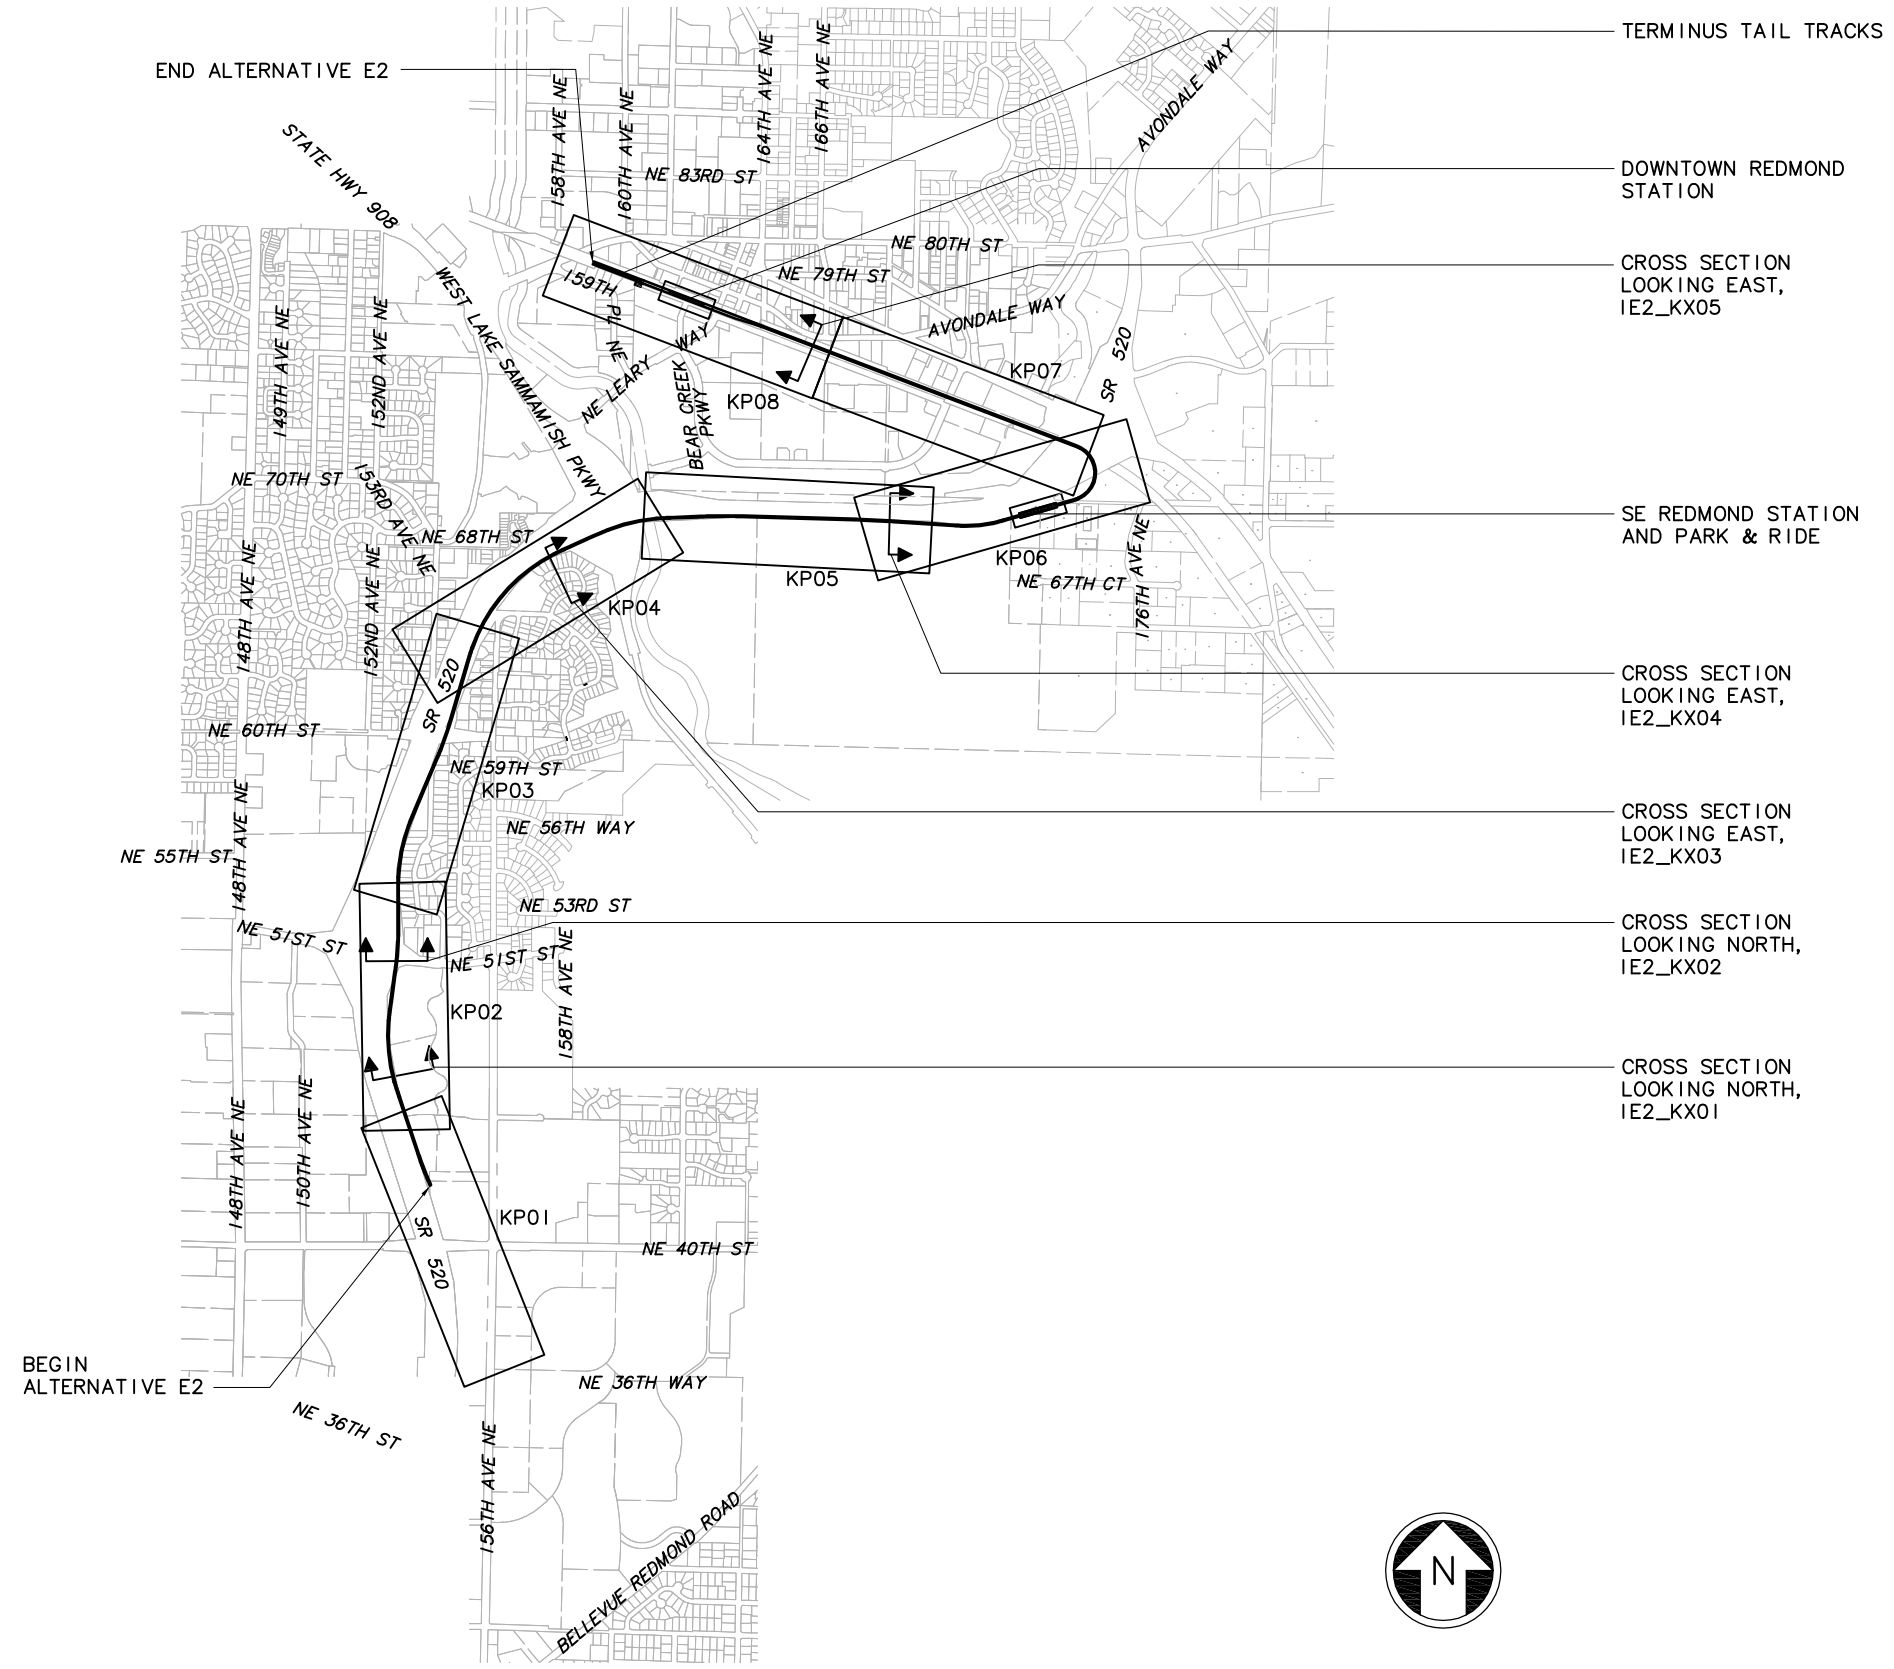 TERMINUS TAIL TRACKS
END ALTERNATIVE E2
AVONDALE WAY
158TH AVE NE
160TH AVE NE
164TH AVE NE
166TH AVE NE
STATE HWY 908
NE 83RD ST
DOWNTOWN REDMOND
STATION
NE 80TH ST
NE 79TH ST
CROSS SECTION
LOOKING EAST,
IE2_KX05
159TH
PL NE
WEST LAKE SAMMAMISH PKWY
AVONDALE WAY
149TH AVE NE
152ND AVE NE
NE LEARY WAY
BEAR CREEK
PKWY
KP08
KP07
SR 520
NE 70TH ST
153RD AVE NE
NE 68TH ST
SE REDMOND STATION
AND PARK & RIDE
148TH AVE NE
152ND AVE NE
KP04
KP05
KP06
NE 67TH CT
176TH AVE NE
SR 520
CROSS SECTION
LOOKING EAST,
IE2_KX04
NE 60TH ST
NE 59TH ST
KP03
NE 56TH WAY
CROSS SECTION
LOOKING EAST,
IE2_KX03
NE 55TH ST
148TH AVE NE
NE 53RD ST
NE 51ST ST
NE 51ST ST
158TH AVE NE
CROSS SECTION
LOOKING NORTH,
IE2_KX02
KP02
CROSS SECTION
LOOKING NORTH,
IE2_KX01
148TH AVE NE
150TH AVE NE
KP01
SR 520
NE 40TH ST
BEGIN
ALTERNATIVE E2
NE 36TH WAY
NE 36TH ST
156TH AVE NE
BELLEVUE REDMOND ROAD
N